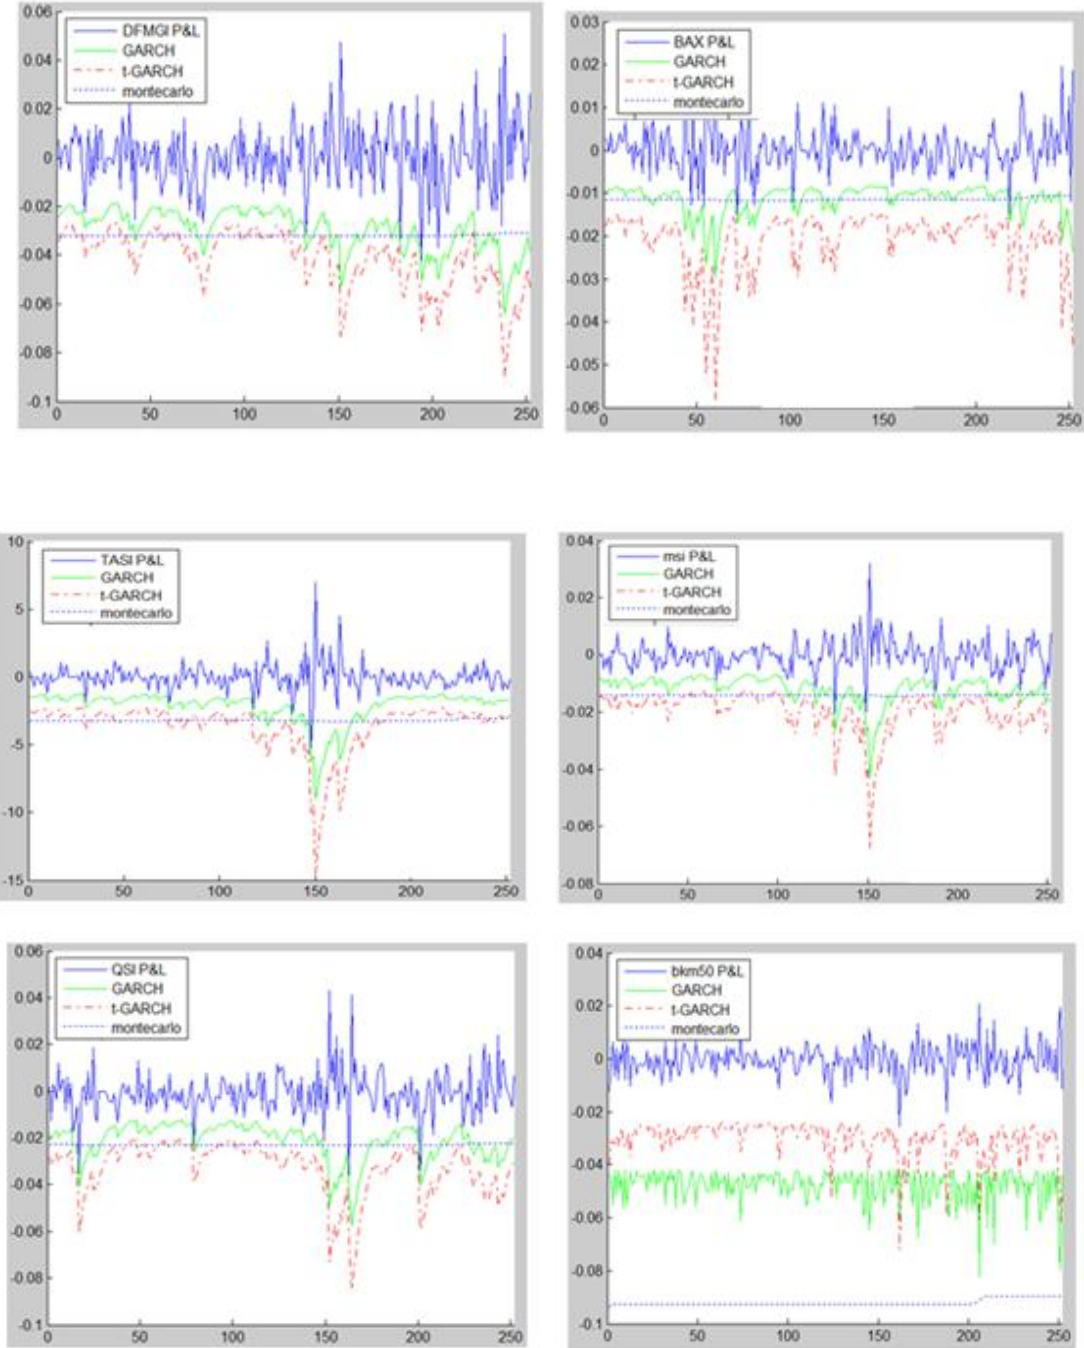 0.06
0.04
0.02
0
-0.02
-0.04
-0.06
-0.08
-0.1
0 50 100 150 200 250
DFMGI P&L
GARCH
t-GARCH
montecarlo
0.03
0.02
0.01
0
-0.01
-0.02
-0.03
-0.04
-0.05
-0.06
0 50 100 150 200 250
BAX P&L
GARCH
t-GARCH
montecarlo
10
5
0
-5
-10
-15
0 50 100 150 200 250
TASI P&L
GARCH
t-GARCH
montecarlo
0.04
0.02
0
-0.02
-0.04
-0.06
-0.08
0 50 100 150 200 250
msi P&L
GARCH
t-GARCH
montecarlo
0.06
0.04
0.02
0
-0.02
-0.04
-0.06
-0.08
-0.1
0 50 100 150 200 250
QSI P&L
GARCH
t-GARCH
montecarlo
0.04
0.02
0
-0.02
-0.04
-0.06
-0.08
-0.1
0 50 100 150 200 250
bkm50 P&L
GARCH
t-GARCH
montecarlo